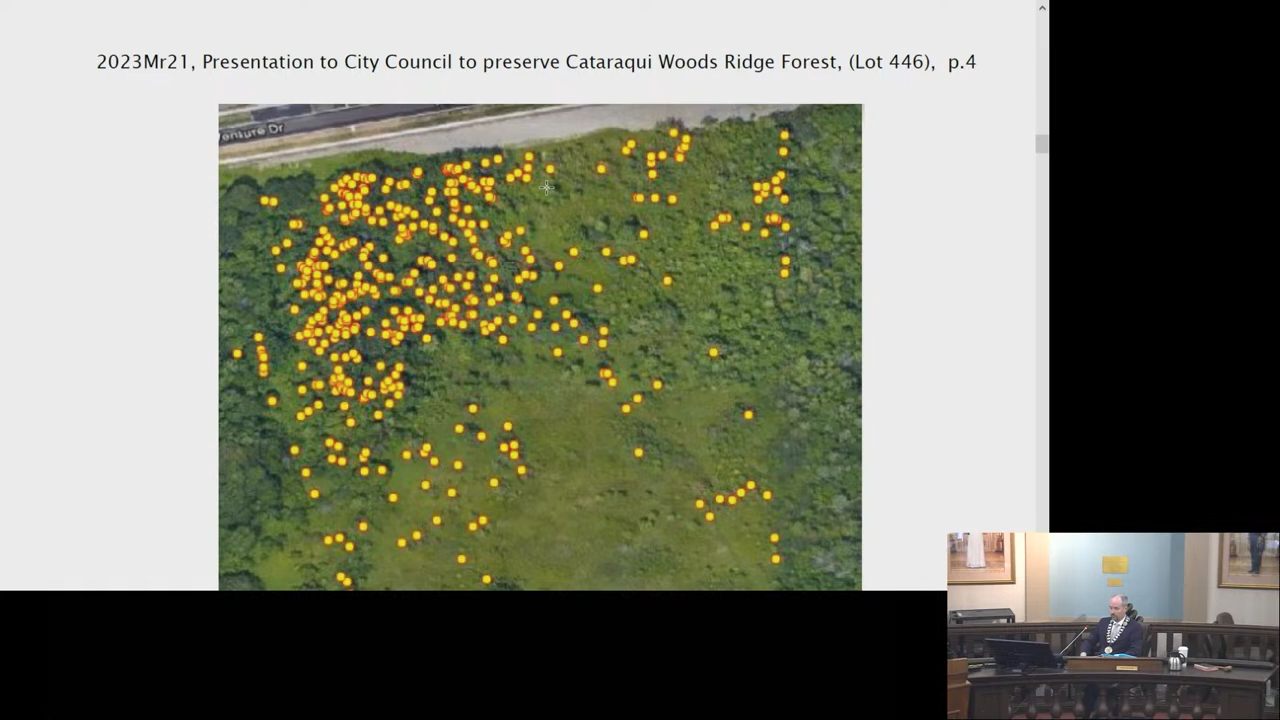 2023Mr21, Presentation to City Council to preserve Cataraqui Woods Ridge Forest, (Lot 446), p.4
Venture Dr